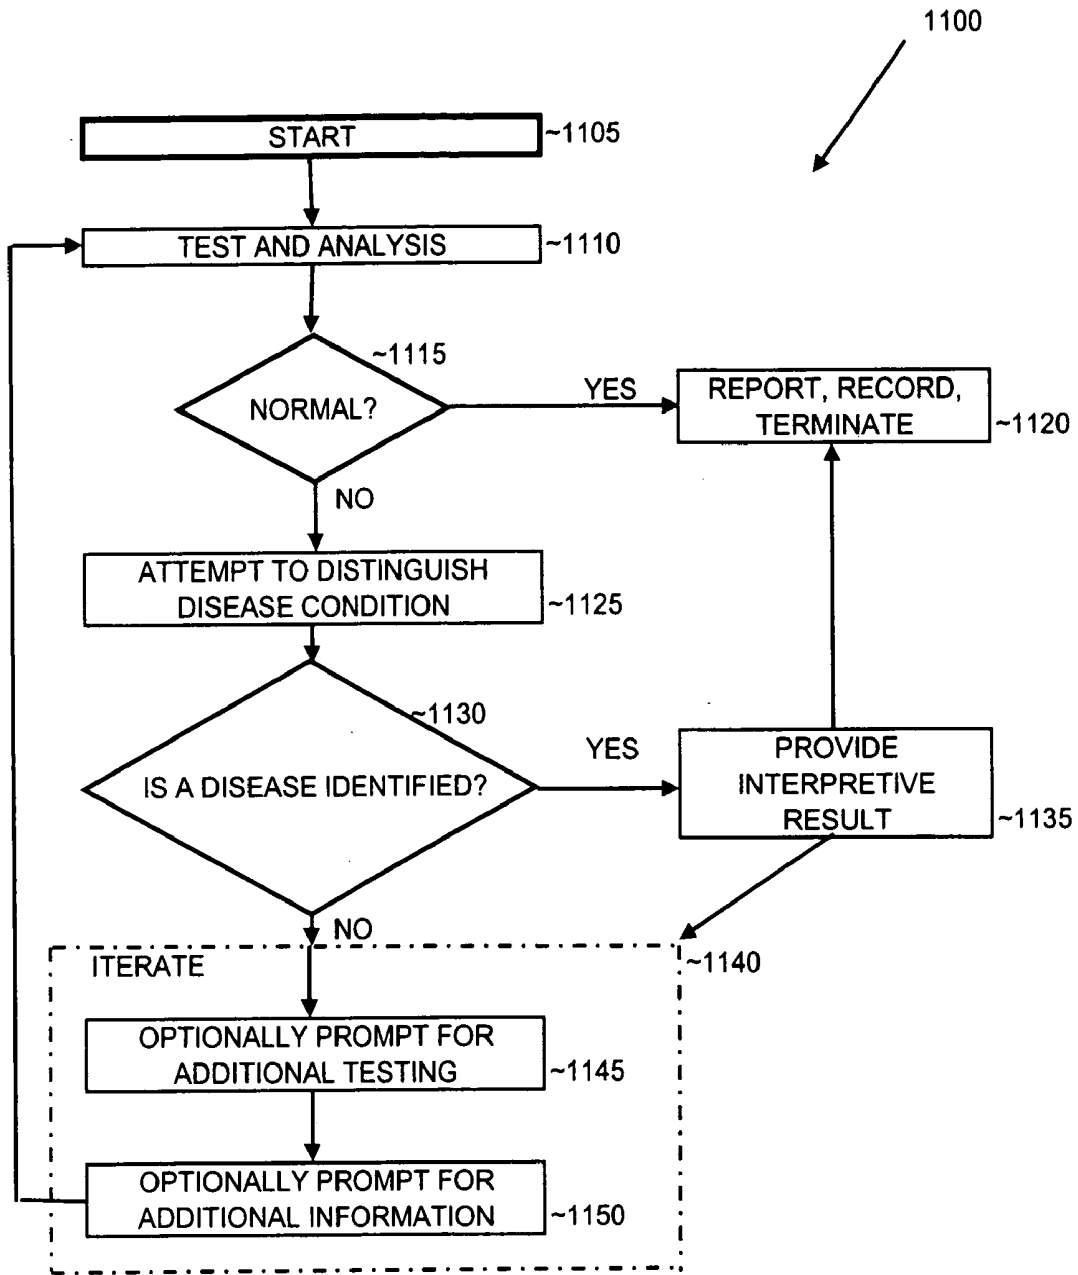 1100
START
~1105
TEST AND ANALYSIS
~1110
~1115
NORMAL?
YES
REPORT, RECORD,
TERMINATE
~1120
NO
ATTEMPT TO DISTINGUISH
DISEASE CONDITION
~1125
~1130
IS A DISEASE IDENTIFIED?
YES
PROVIDE
INTERPRETIVE
RESULT
~1135
NO
ITERATE
~1140
OPTIONALLY PROMPT FOR
ADDITIONAL TESTING
~1145
OPTIONALLY PROMPT FOR
ADDITIONAL INFORMATION
~1150